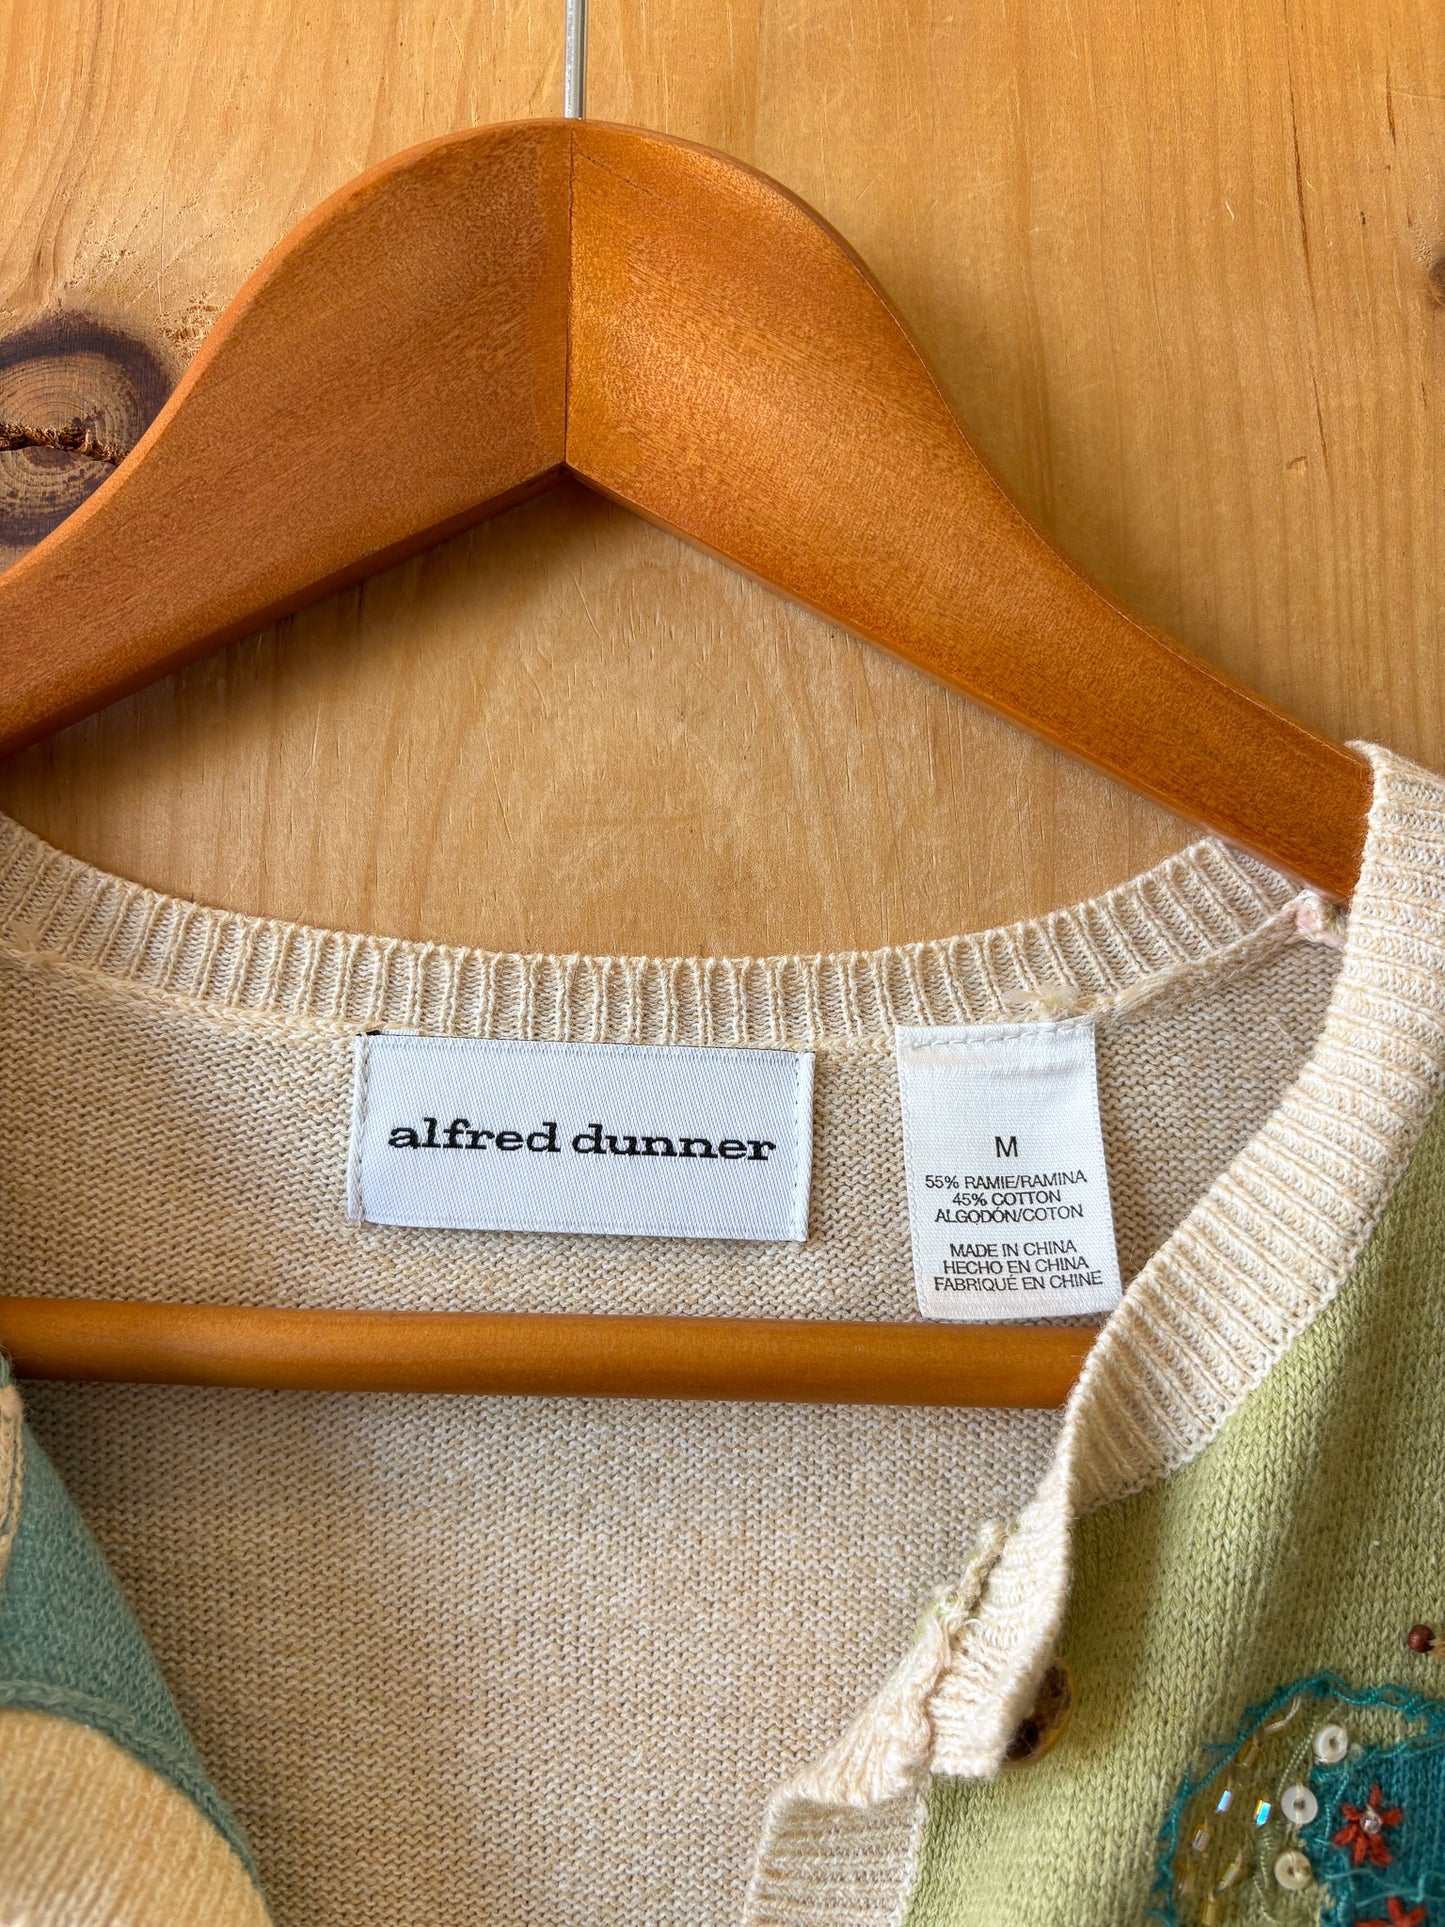 alfred dunner
M
55% RAMIE/RAMINA
45% COTTON
ALGODÓN/COTON
MADE IN CHINA
HECHO EN CHINA
FABRIQUÉ EN CHINE